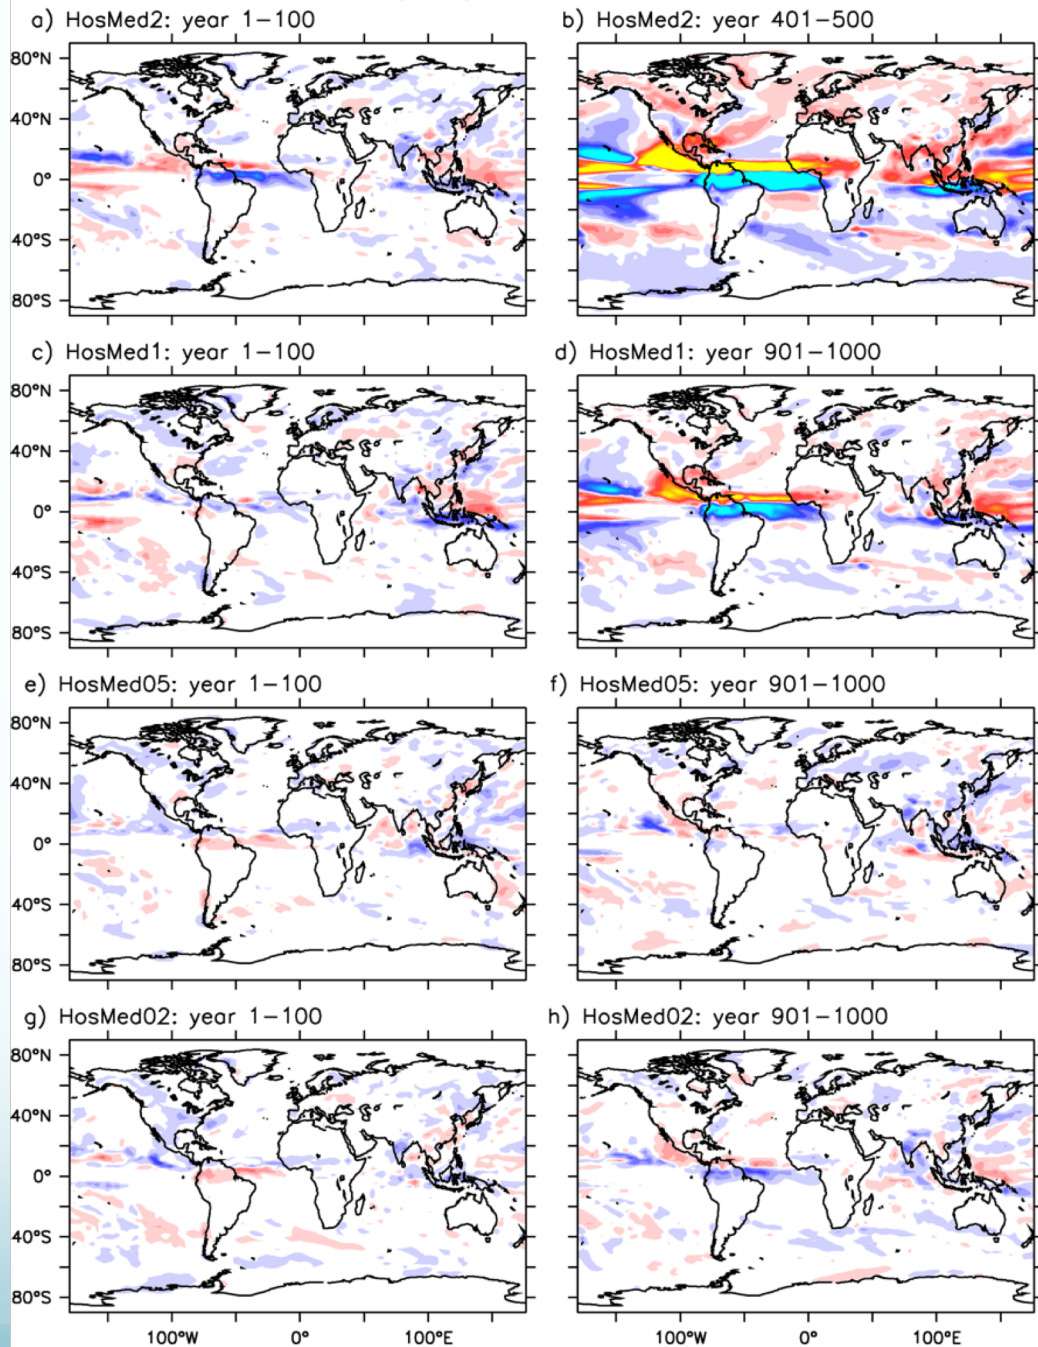 a) HosMed2: year 1−100
b) HosMed2: year 401−500
80°N
40°N
0°
40°S
80°S
c) HosMed1: year 1−100
d) HosMed1: year 901−1000
80°N
40°N
0°
40°S
80°S
e) HosMed05: year 1−100
f) HosMed05: year 901−1000
80°N
40°N
0°
40°S
80°S
g) HosMed02: year 1−100
h) HosMed02: year 901−1000
80°N
40°N
0°
40°S
80°S
100°W 0° 100°E 100°W 0° 100°E